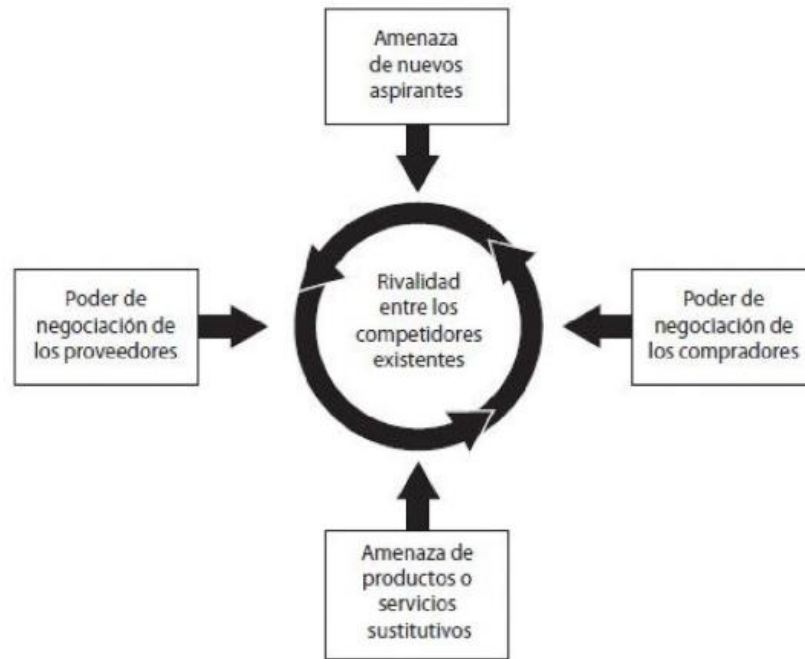 Amenaza
de nuevos
aspirantes
Poder de
negociación de
los proveedores
Rivalidad
entre los
competidores
existentes
Poder de
negociación de
los compradores
Amenaza de
productos o
servicios
sustitutivos